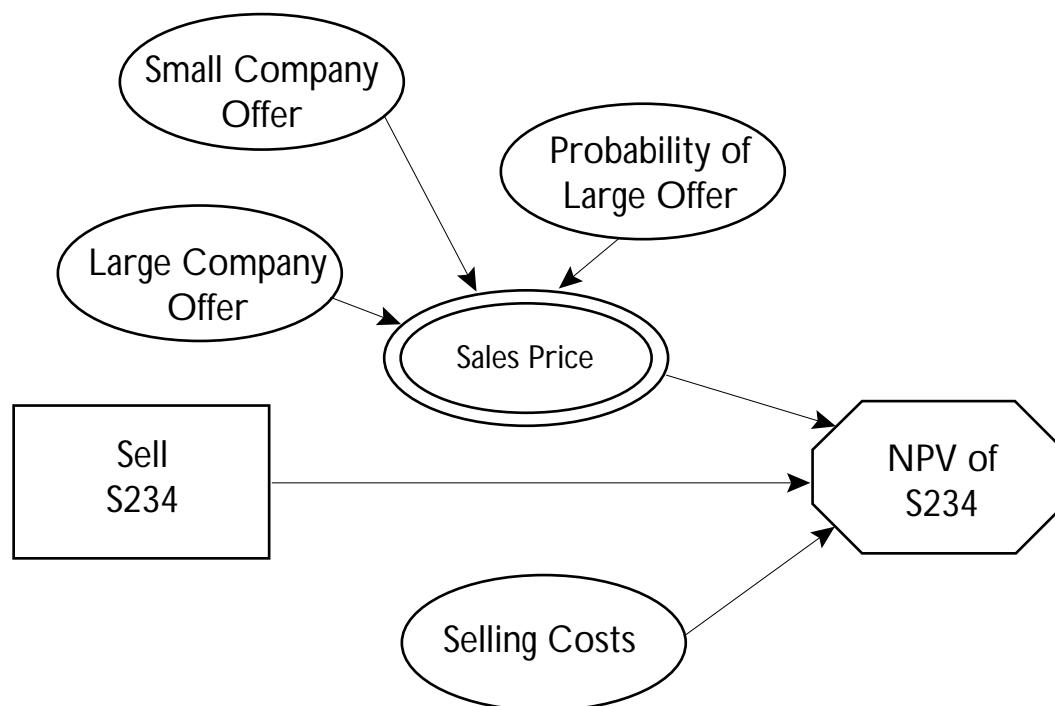 Small Company
Offer
Probability of
Large Offer
Large Company
Offer
Sales Price
Sell
S234
NPV of
S234
Selling Costs